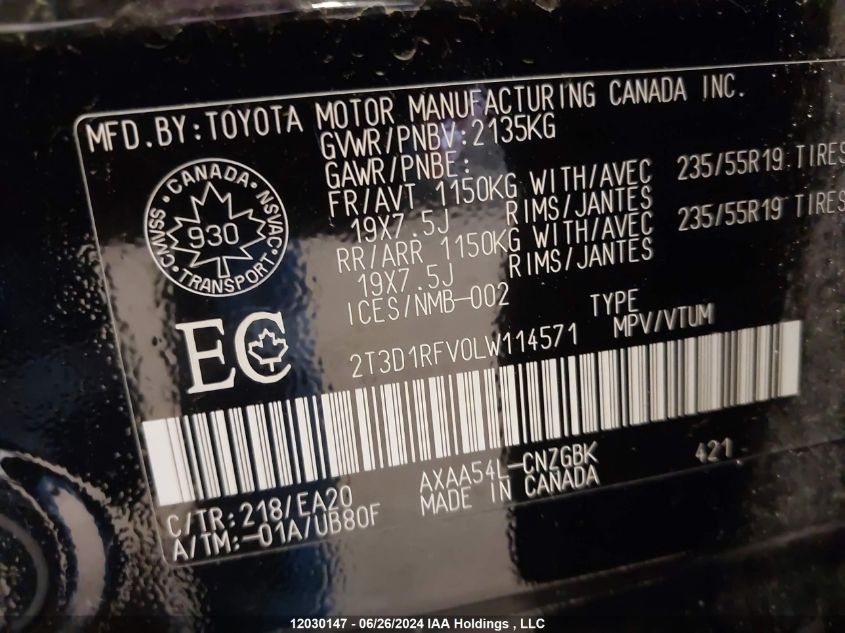 MFD.BY:TOYOTA MOTOR MANUFACTURING CANADA INC.
GVWR/PNBV:2135KG
GAWR/PNBE:
FR/AVT 1150KG WITH/AVEC 235/55R19 TIRES
19X7.5J RIMS/JANTES
RR/ARR 1150KG WITH/AVEC 235/55R19 TIRES
19X7.5J RIMS/JANTES
ICES/NMB-002
CANADA
NSVAC
TRANSPORT
CMVSS
930
EC
TYPE
2T3D1RFV0LW114571 MPV/VTUM
C/TR:218/EA20 AXAA54L-CNZGBK 421
A/TM:-01A/UB80F MADE IN CANADA
12030147 - 06/26/2024 IAA Holdings , LLC